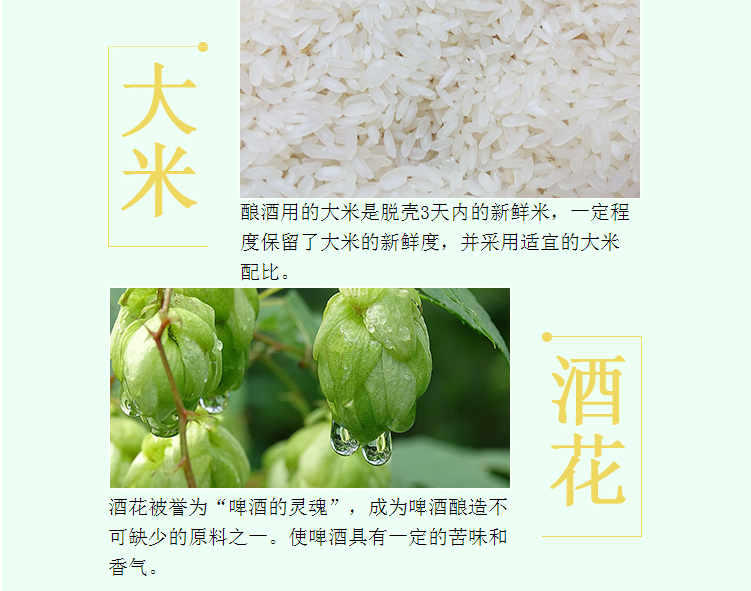 大米
酿酒用的大米是脱壳3天内的新鲜米，一定程
度保留了大米的新鲜度，并采用适宜的大米
配比。
酒花
酒花被誉为“啤酒的灵魂”，成为啤酒酿造不
可缺少的原料之一。使啤酒具有一定的苦味和
香气。